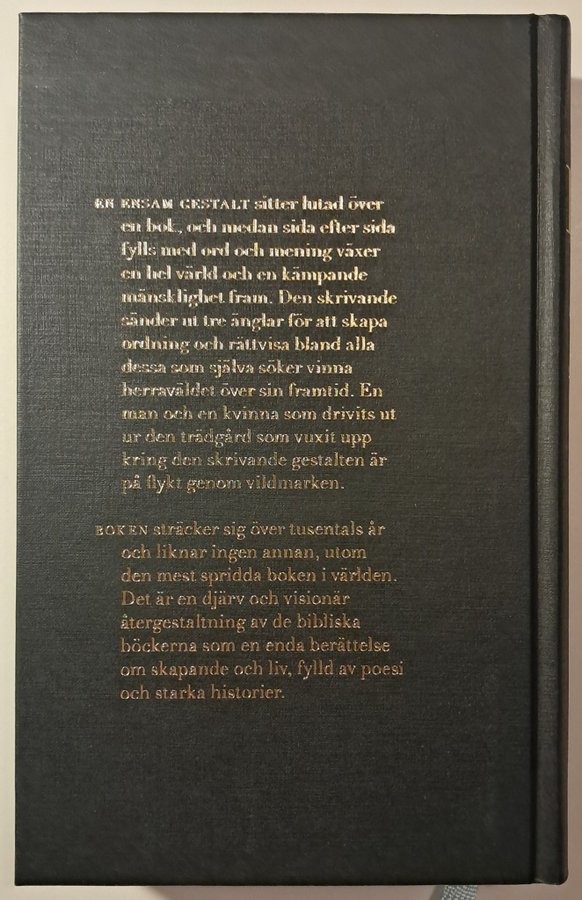 EN ENSAM GESTALT sitter lutad över
en bok, och medan sida efter sida
fylls med ord och mening växer
en hel värld och en kämpande
mänsklighet fram. Den skrivande
sänder ut tre änglar för att skapa
ordning och rättvisa bland alla
dessa som själva söker vinna
herraväldet över sin framtid. En
man och en kvinna som drivits ut
ur den trädgård som vuxit upp
kring den skrivande gestalten är
på flykt genom vildmarken.
BOKEN sträcker sig över tusentals år
och liknar ingen annan, utom
den mest spridda boken i världen.
Det är en djärv och visionär
återgestaltning av de bibliska
böckerna som en enda berättelse
om skapande och liv, fylld av poesi
och starka historier.